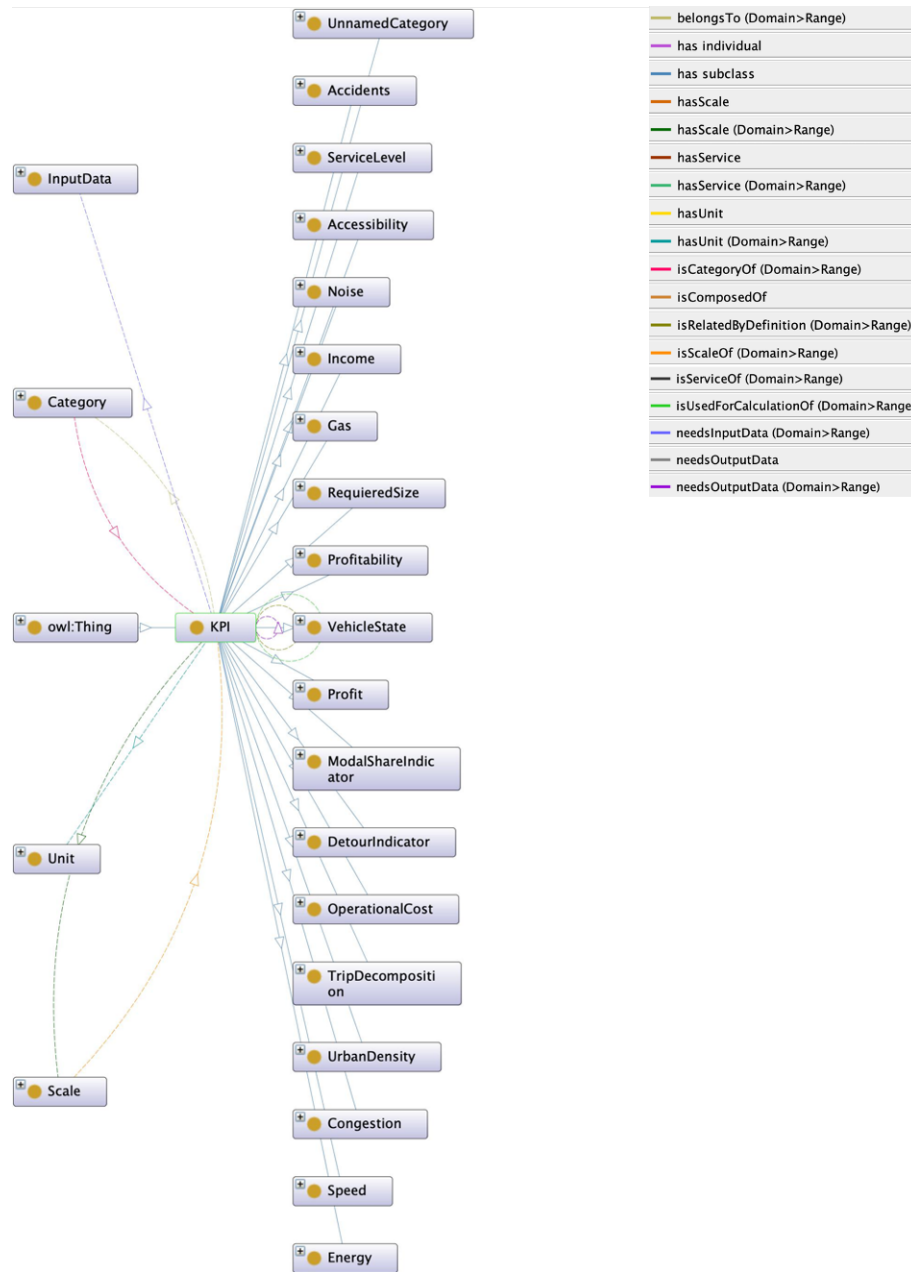 UnnamedCategory
Accidents
ServiceLevel
InputData
Accessibility
Noise
Income
Category
Gas
RequieredSize
Profitability
owl:Thing
KPI
VehicleState
Profit
ModalShareIndic
ator
DetourIndicator
Unit
OperationalCost
TripDecompositi
on
UrbanDensity
Scale
Congestion
Speed
Energy
belongsTo (Domain>Range)
has individual
has subclass
hasScale
hasScale (Domain>Range)
hasService
hasService (Domain>Range)
hasUnit
hasUnit (Domain>Range)
isCategoryOf (Domain>Range)
isComposedOf
isRelatedByDefinition (Domain>Range)
isScaleOf (Domain>Range)
isServiceOf (Domain>Range)
isUsedForCalculationOf (Domain>Range
needsInputData (Domain>Range)
needsOutputData
needsOutputData (Domain>Range)